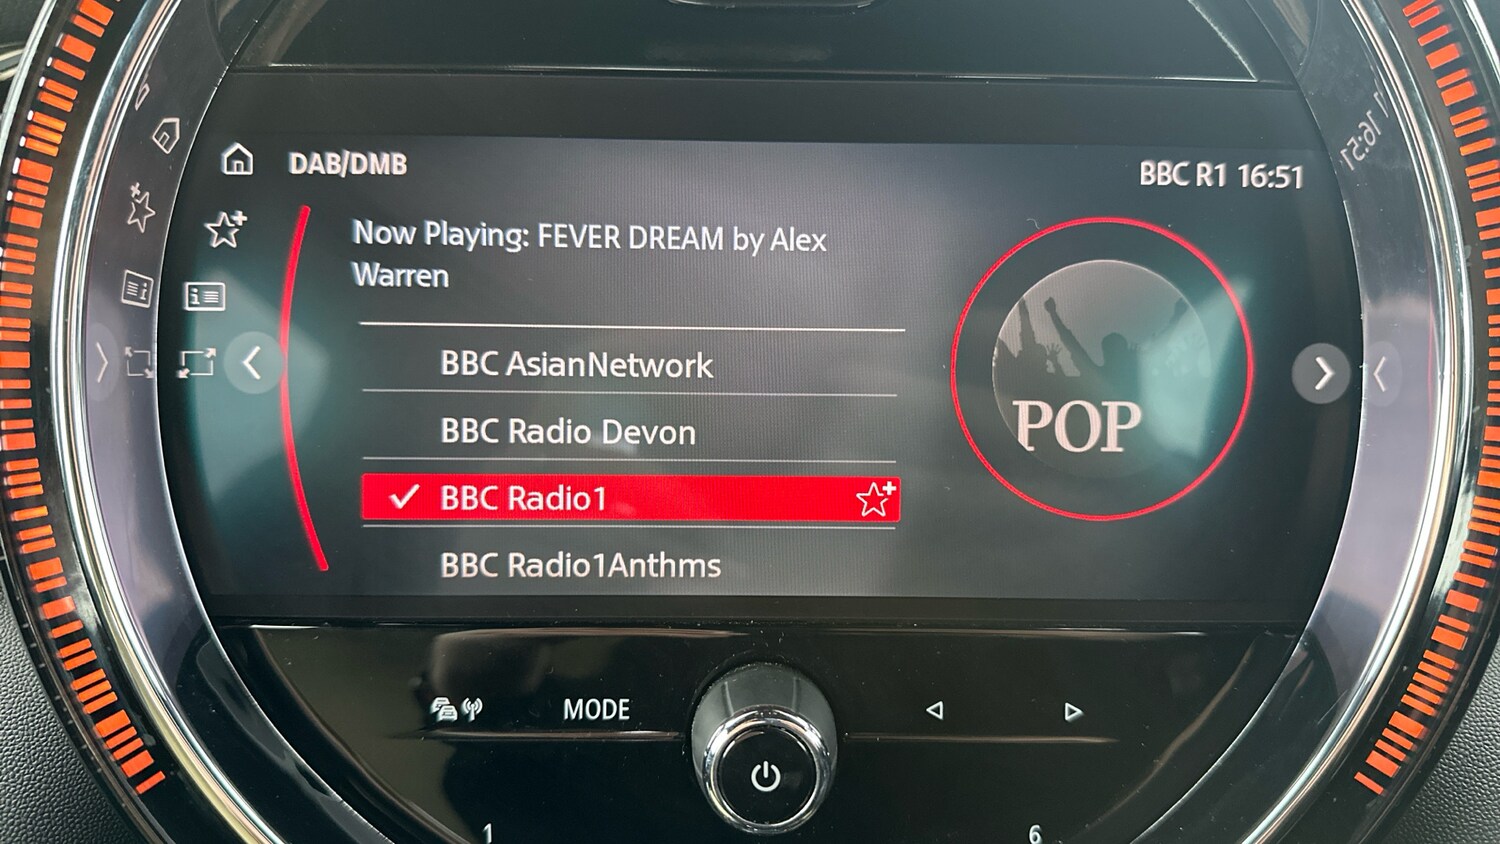 DAB/DMB
BBC R1 16:51
Now Playing: FEVER DREAM by Alex
Warren
BBC AsianNetwork
BBC Radio Devon
BBC Radio1
BBC Radio1Anthms
POP
MODE
1
6
16:51